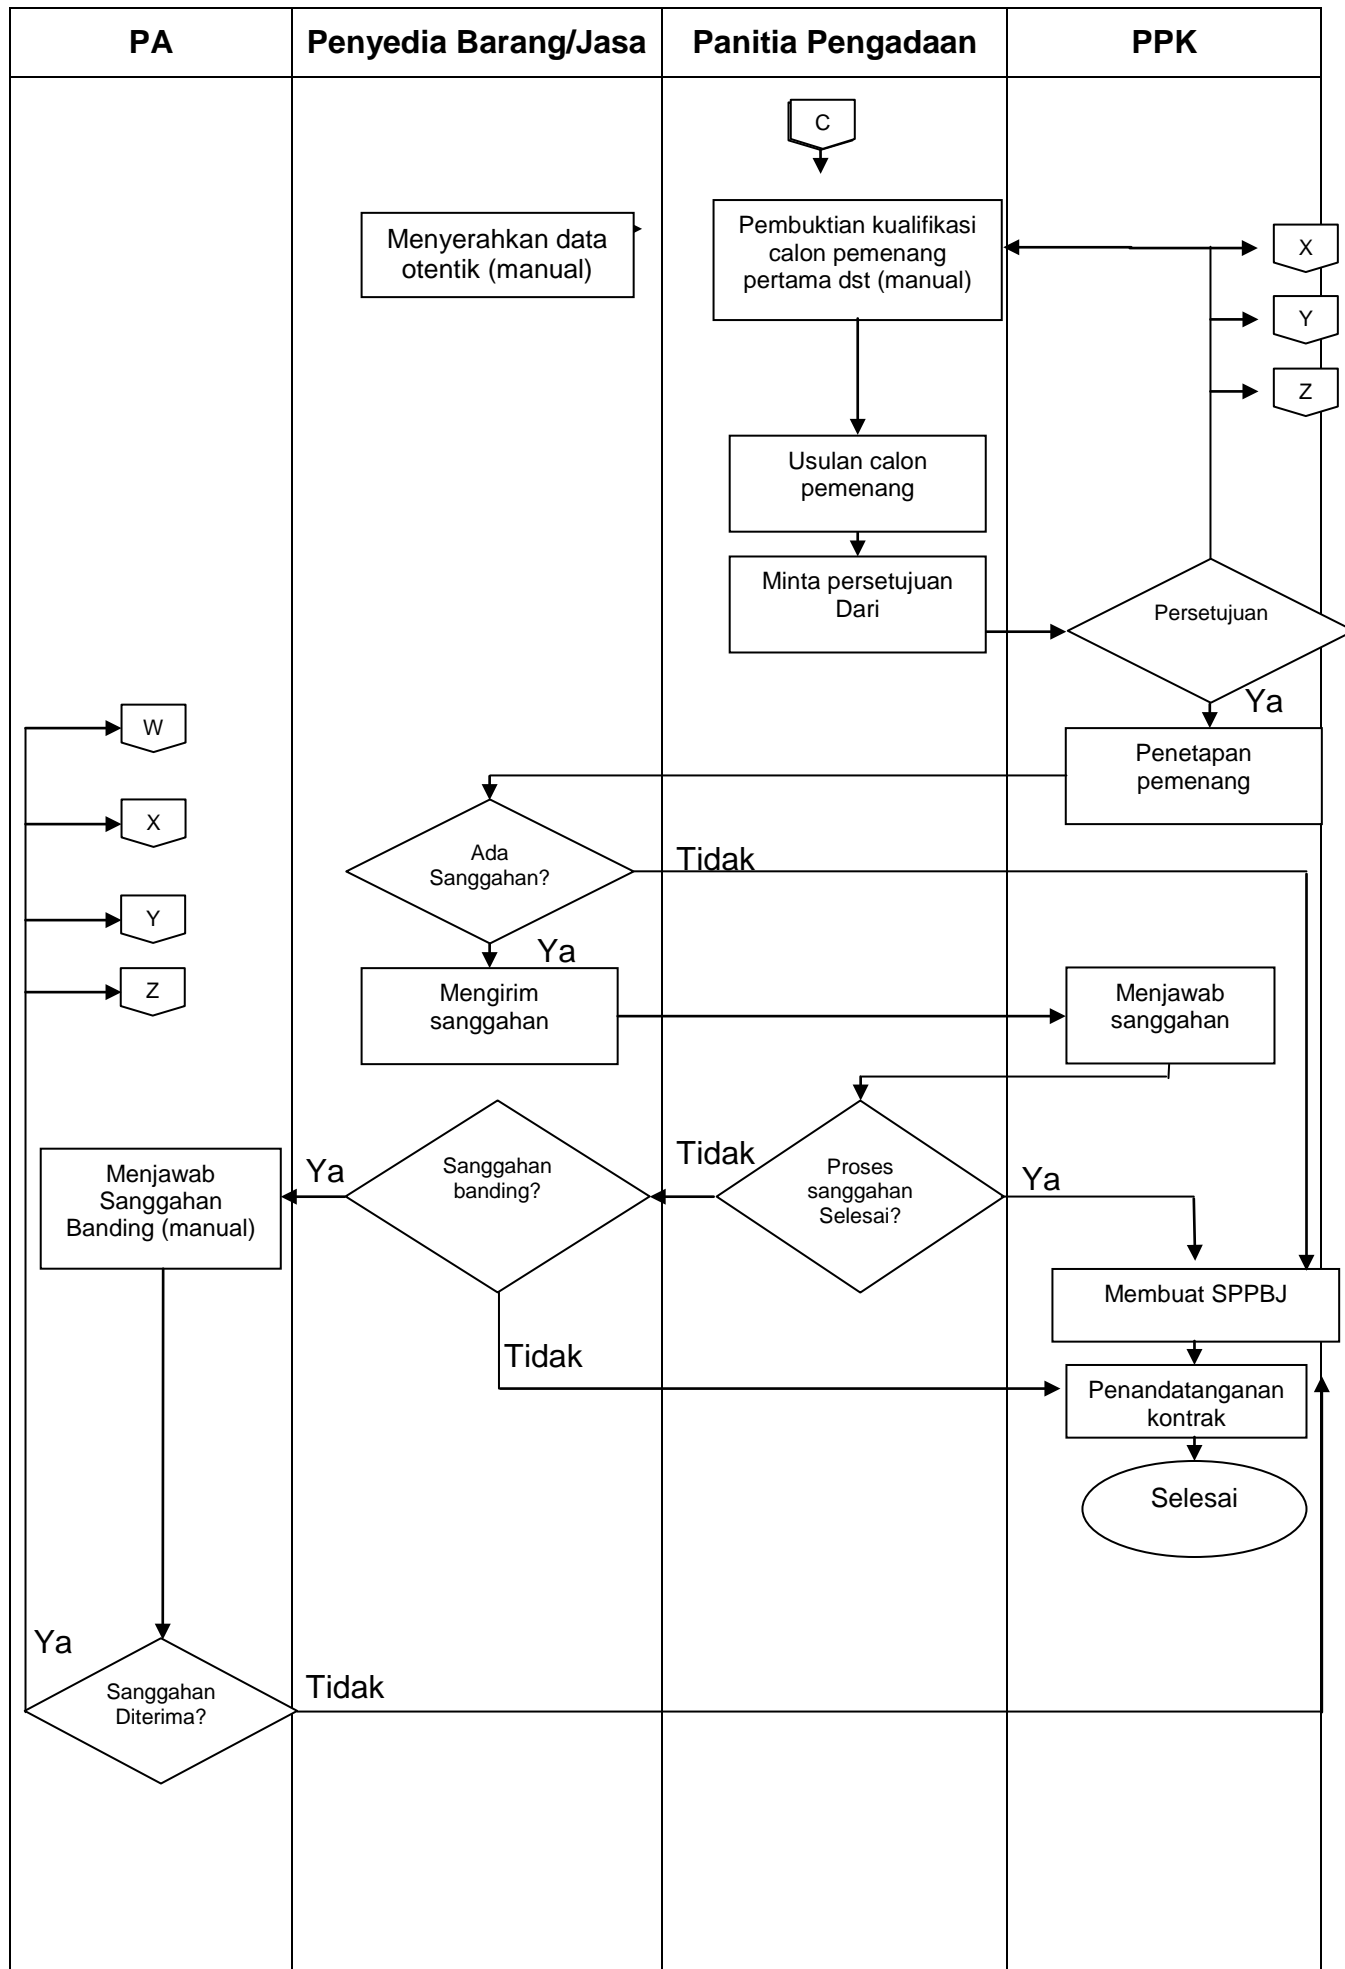 PA
Penyedia Barang/Jasa
Panitia Pengadaan
PPK
C
Menyerahkan data
otentik (manual)
Pembuktian kualifikasi
calon pemenang
pertama dst (manual)
X
Y
Z
Usulan calon
pemenang
Minta persetujuan
Dari
Persetujuan
Ya
W
X
Y
Z
Penetapan
pemenang
Ada
Sanggahan?
Tidak
Ya
Mengirim
sanggahan
Menjawab
sanggahan
Menjawab
Sanggahan
Banding (manual)
Ya
Sanggahan
banding?
Tidak
Proses
sanggahan
Selesai?
Ya
Membuat SPPBJ
Tidak
Penandatanganan
kontrak
Selesai
Ya
Sanggahan
Diterima?
Tidak